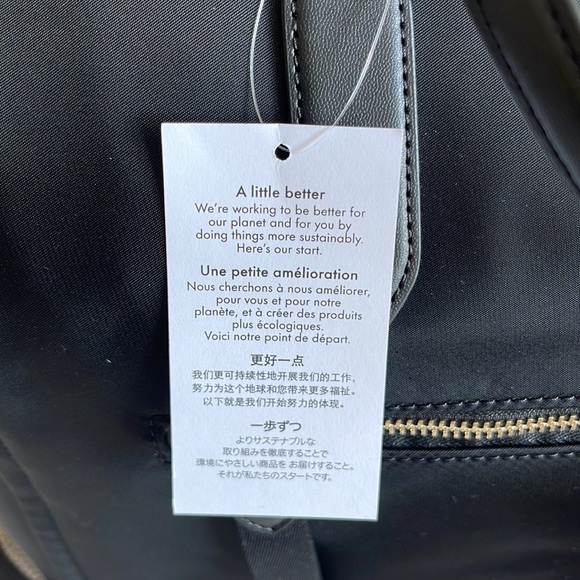 A little better
We're working to be better for
our planet and for you by
doing things more sustainably.
Here's our start.
Une petite amélioration
Nous cherchons à nous améliorer,
pour vous et pour notre
planète, et à créer des produits
plus écologiques.
Voici notre point de départ.
更好一点
我们更可持续性地开展我们的工作,
努力为这个地球和您带来更多福祉。
以下就是我们开始努力的体现。
一歩ずつ
よりサステナブルな
取り組みを徹底することで
環境にやさしい商品を お届けすること。
それが私たちのスタートです。